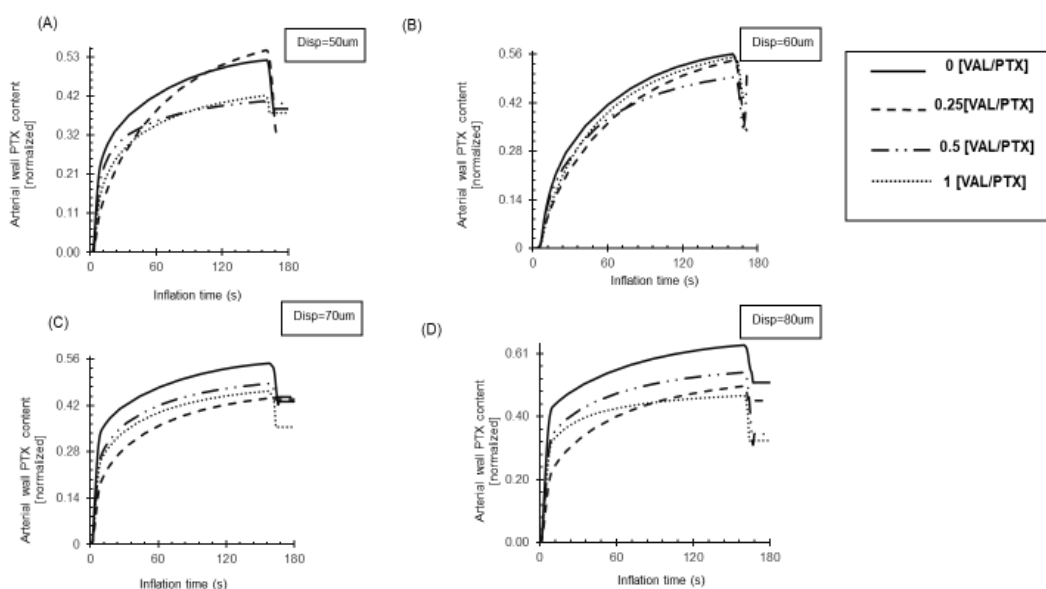 (A)
Disp=50um
Arterial wall PTX content
[normalized]
0.53
0.42
0.32
0.21
0.11
0.00
0 60 120 180
Inflation time (s)
(B)
Disp=60um
Arterial wall PTX content
[normalized]
0.56
0.42
0.28
0.14
0
0 60 120 180
Inflation time (s)
0 [VAL/PTX]
0.25[VAL/PTX]
0.5 [VAL/PTX]
1 [VAL/PTX]
(C)
Disp=70um
Arterial wall PTX content
[normalized]
0.56
0.42
0.28
0.14
0
0 60 120 180
Inflation time (s)
(D)
Disp=80um
Arterial wall PTX content
[normalized]
0.61
0.40
0.20
0.00
0 60 120 180
Inflation time (s)